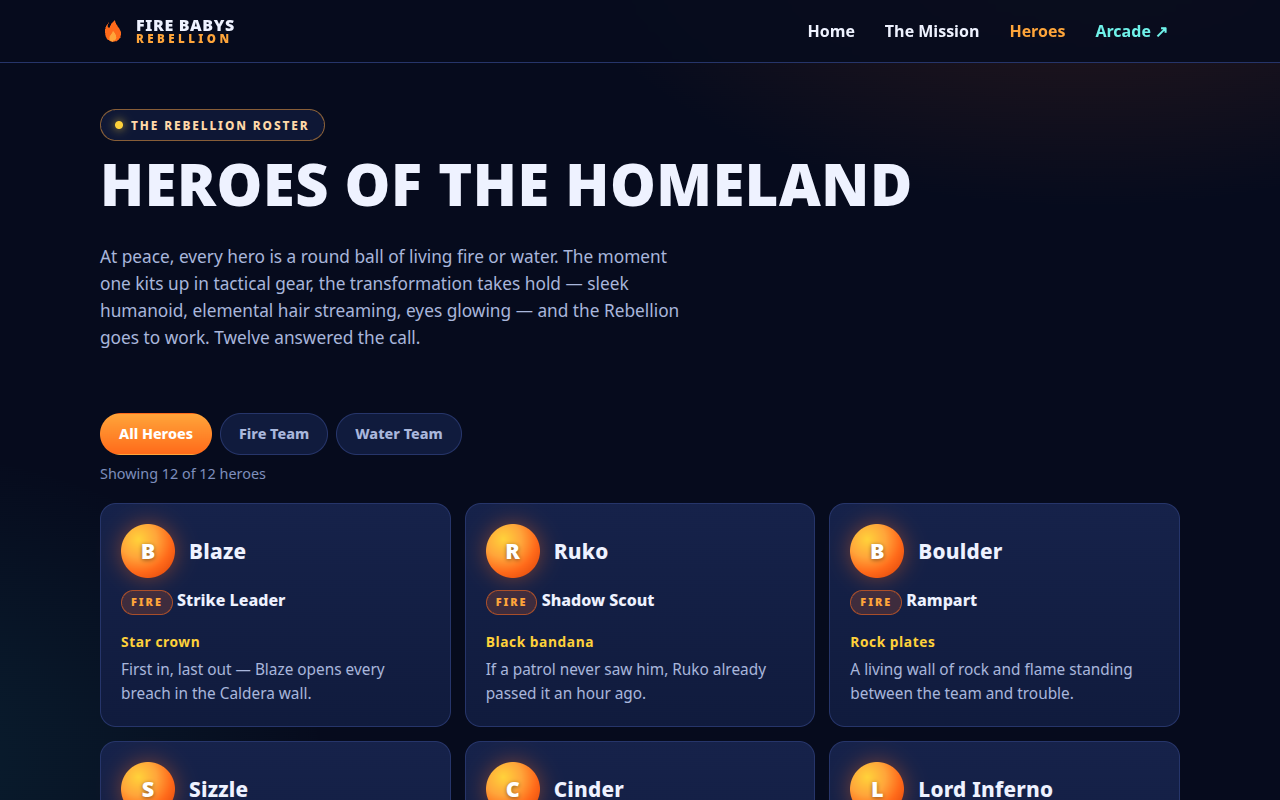 FIRE BABYS
REBELLION
Home The Mission Heroes Arcade ↗
THE REBELLION ROSTER
HEROES OF THE HOMELAND
At peace, every hero is a round ball of living fire or water. The moment
one kits up in tactical gear, the transformation takes hold — sleek
humanoid, elemental hair streaming, eyes glowing — and the Rebellion
goes to work. Twelve answered the call.
All Heroes Fire Team Water Team
Showing 12 of 12 heroes
B Blaze
FIRE Strike Leader
Star crown
First in, last out — Blaze opens every
breach in the Caldera wall.
R Ruko
FIRE Shadow Scout
Black bandana
If a patrol never saw him, Ruko already
passed it an hour ago.
B Boulder
FIRE Rampart
Rock plates
A living wall of rock and flame standing
between the team and trouble.
S Sizzle
C Cinder
L Lord Inferno